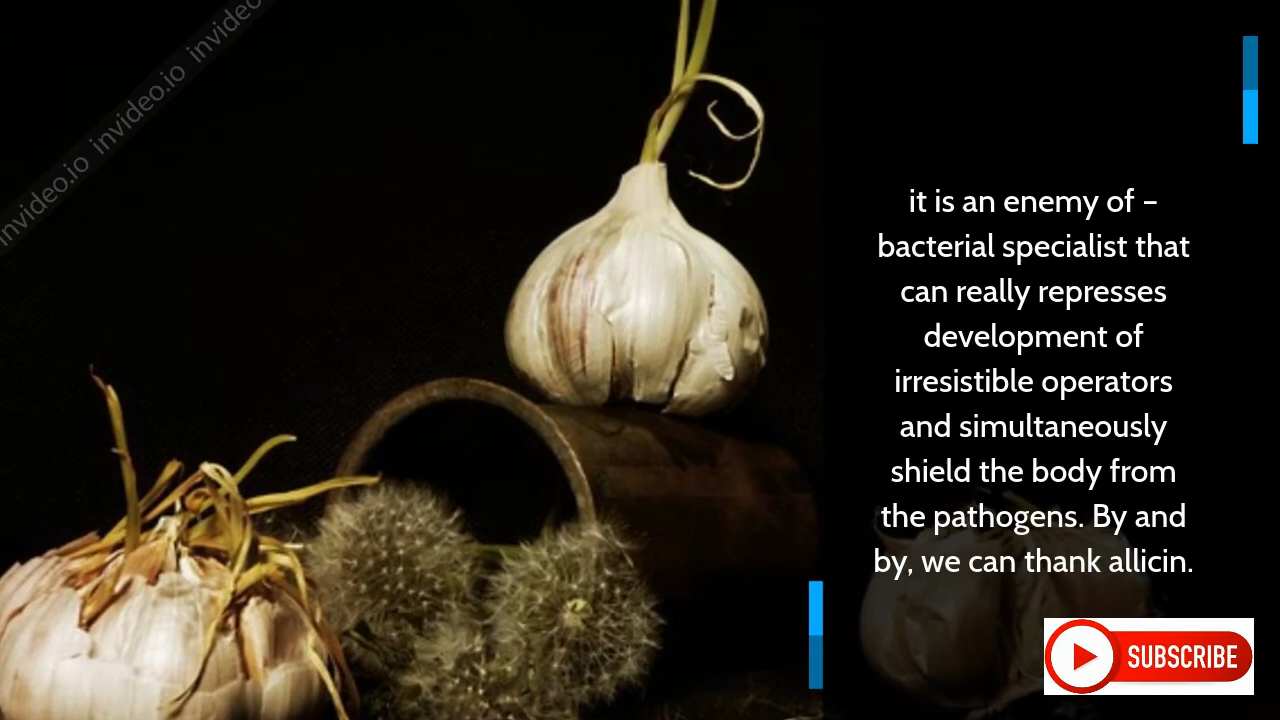 invideo.io invideo.io invideo
it is an enemy of –
bacterial specialist that
can really represses
development of
irresistible operators
and simultaneously
shield the body from
the pathogens. By and
by, we can thank allicin.
SUBSCRIBE